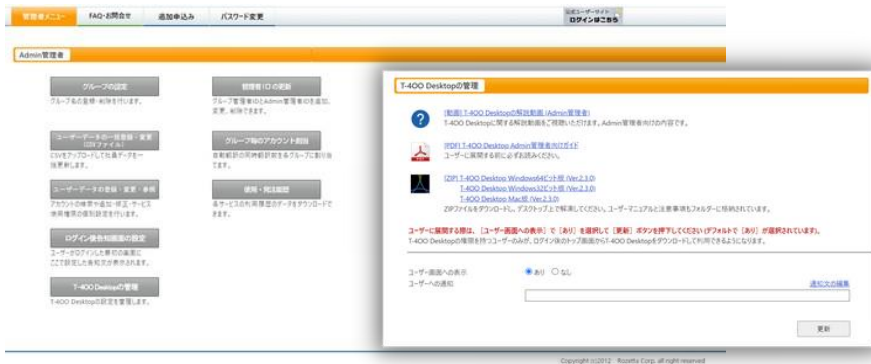 管理者メニュー FAQ・お問合せ 追加申込み パスワード変更
公式ユーザーサイト
ログインはこちら
Admin管理者
グループの設定
グループ名の登録・削除を行います。
管理者IDの更新
グループ管理者IDとAdmin管理者IDを追加、
変更、削除できます。
ユーザーデータの一括登録・変更
(CSVファイル)
CSVをアップロードして社員データを一
括更新します。
グループ毎のアカウント割当
自動翻訳の同時翻訳数を各グループに割り当
てます。
ユーザーデータの登録・変更・参照
アカウントの検索や追加・修正・サービス
使用権限の個別設定を行います。
使用・発注履歴
各サービスの利用履歴のデータをダウンロードで
きます。
ログイン後告知画面の設定
ユーザーがログインした最初の画面に
ここで設定した告知文が表示されます。
T-4OO Desktopの管理
T-4OO Desktopの設定を管理します。
T-4OO Desktopの管理
[動画] T-4OO Desktopの解説動画 (Admin管理者)
T-4OO Desktopに関する解説動画をご視聴いただけます。Admin管理者向けの内容です。
[PDF] T-4OO Desktop Admin管理者向けガイド
ユーザーに展開する前に必ずお読みください。
[ZIP] T-4OO Desktop Windows64ビット版 (Ver.2.3.0)
T-4OO Desktop Windows32ビット版 (Ver.2.3.0)
T-4OO Desktop Mac版 (Ver.2.3.0)
ZIPファイルをダウンロードし、デスクトップ上で解凍してください。ユーザーマニュアルと注意事項もフォルダーに格納されています。
ユーザーに展開する際は、[ユーザー画面への表示] で [あり] を選択して [更新] ボタンを押下してください (デフォルトで [あり] が選択されています)。
T-4OO Desktopの権限を持つユーザーのみが、ログイン後のトップ画面からT-4OO Desktopをダウンロードして利用できるようになります。
ユーザー画面への表示 あり なし
ユーザーへの通知 通知文の編集
更新
Copyright (c)2012 Rozetta Corp. all right reserved